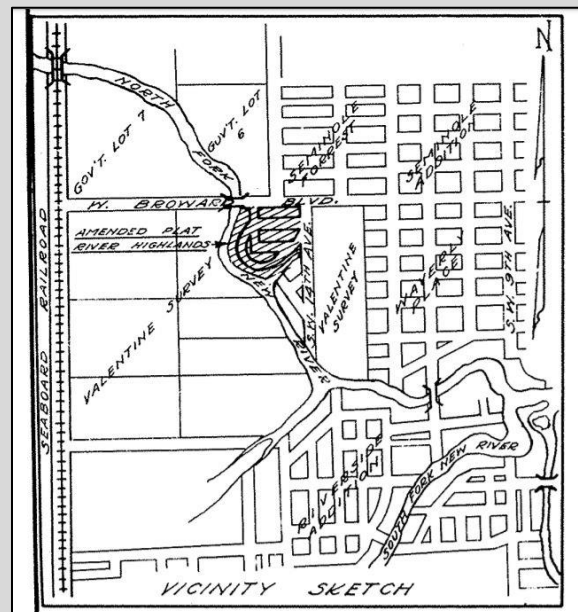 N
NORTH
FORK
GOV'T. LOT 7
GUVT. LOT
6
SEMINOLE
FORREST
SEMINOLE
ADDITION
W. BROWARD BLVD.
AMENDED PLAT
RIVER HIGHLANDS
SEABOARD RAILROAD
VALENTINE SURVEY
NEW
RIVER
S.W. 14TH AVE.
VALENTINE
SURVEY
WAVERLY
PLACE
S.W. 9TH AVE.
RIVERSIDE
ADDITION
SOUTH FORK NEW RIVER
VICINITY SKETCH